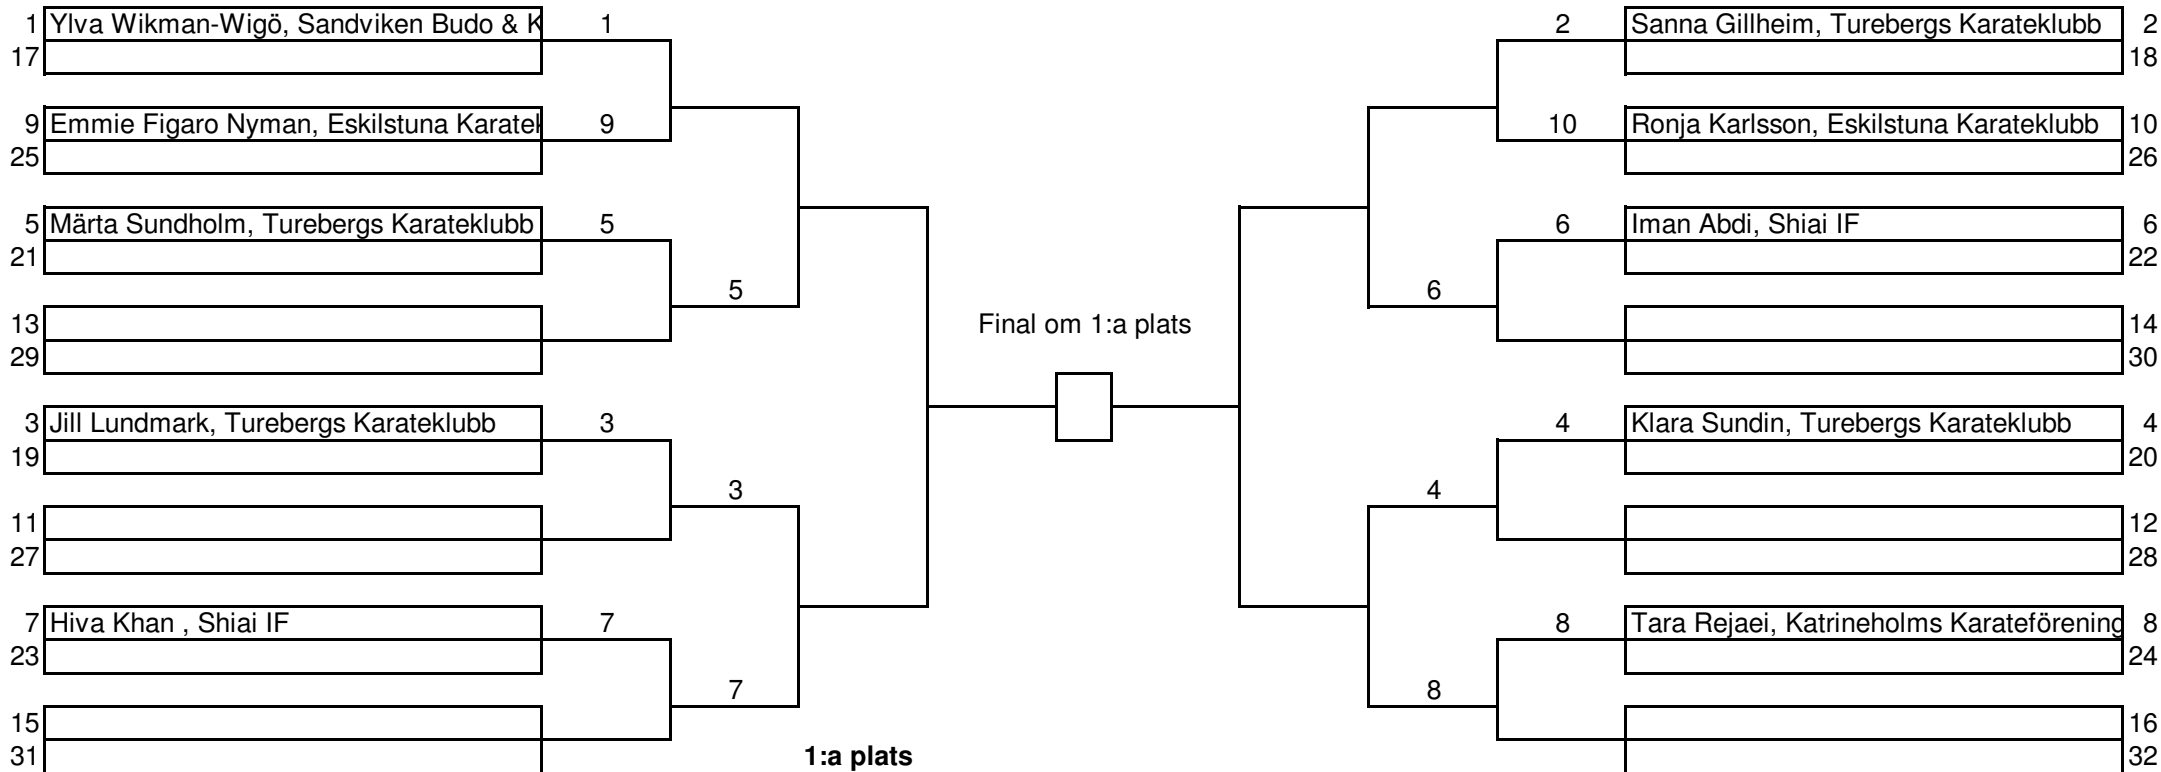 1 Ylva Wikman-Wigö, Sandviken Budo & K 1 2 Sanna Gillheim, Turebergs Karateklubb 2
17 18
9 Emmie Figaro Nyman, Eskilstuna Karatek 9 10 Ronja Karlsson, Eskilstuna Karateklubb 10
25 26
5 Märta Sundholm, Turebergs Karateklubb 5 6 Iman Abdi, Shiai IF 6
21 22
5 6
13 Final om 1:a plats 14
29 30
3 Jill Lundmark, Turebergs Karateklubb 3 4 Klara Sundin, Turebergs Karateklubb 4
19 20
3 4
11 12
27 28
7 Hiva Khan , Shiai IF 7 8 Tara Rejaei, Katrineholms Karateförening 8
23 24
7 8
15 16
31 1:a plats 32